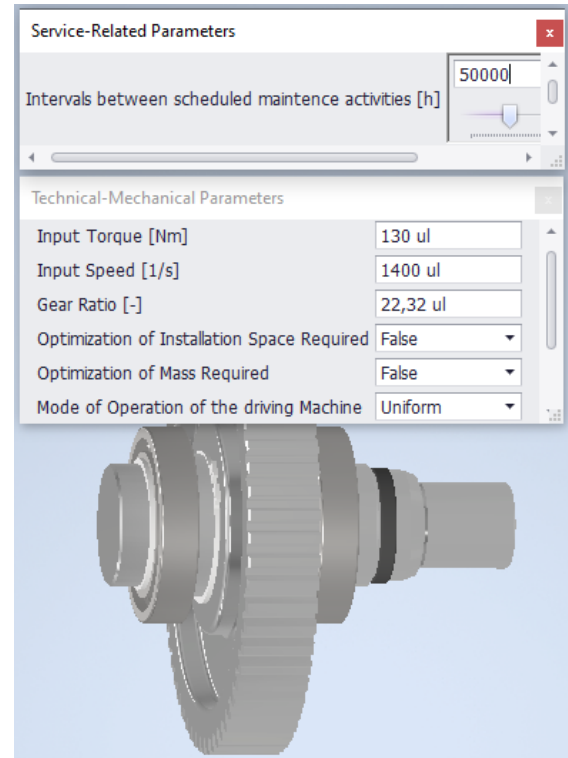 Service-Related Parameters
x
Intervals between scheduled maintence activities [h]
50000
Technical-Mechanical Parameters
x
Input Torque [Nm] 130 ul
Input Speed [1/s] 1400 ul
Gear Ratio [-] 22,32 ul
Optimization of Installation Space Required False
Optimization of Mass Required False
Mode of Operation of the driving Machine Uniform